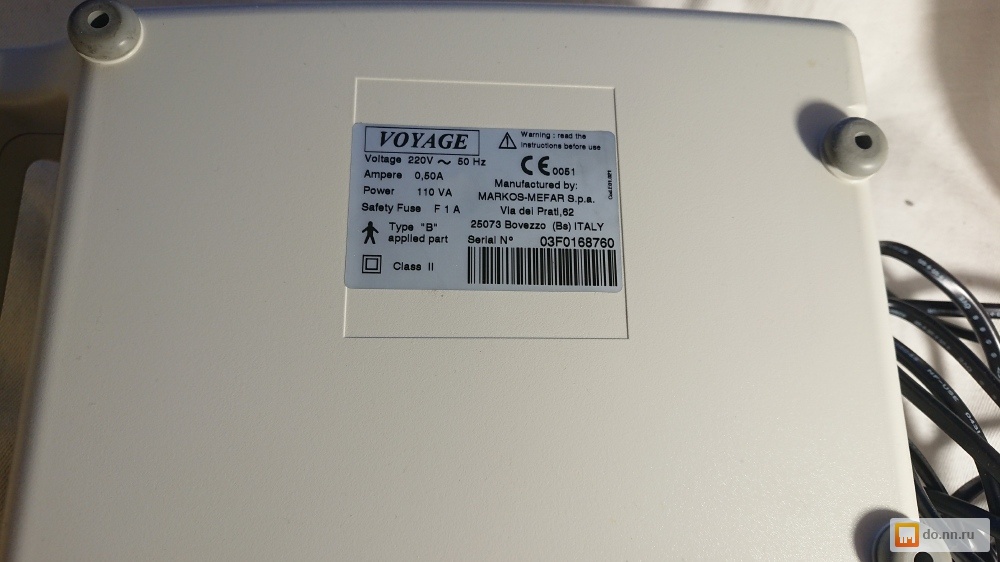 VOYAGE
Warning : read the
instructions before use
Voltage 220V ~ 50 Hz
Ampere 0,50A
Power 110 VA
Safety Fuse F 1 A
Type "B"
applied part
Class II
CE 0051
Manufactured by:
MARKOS-MEFAR S.p.a.
Via dei Prati,62
25073 Bovezzo (Bs) ITALY
Serial N° 03F0168760
do.nn.ru